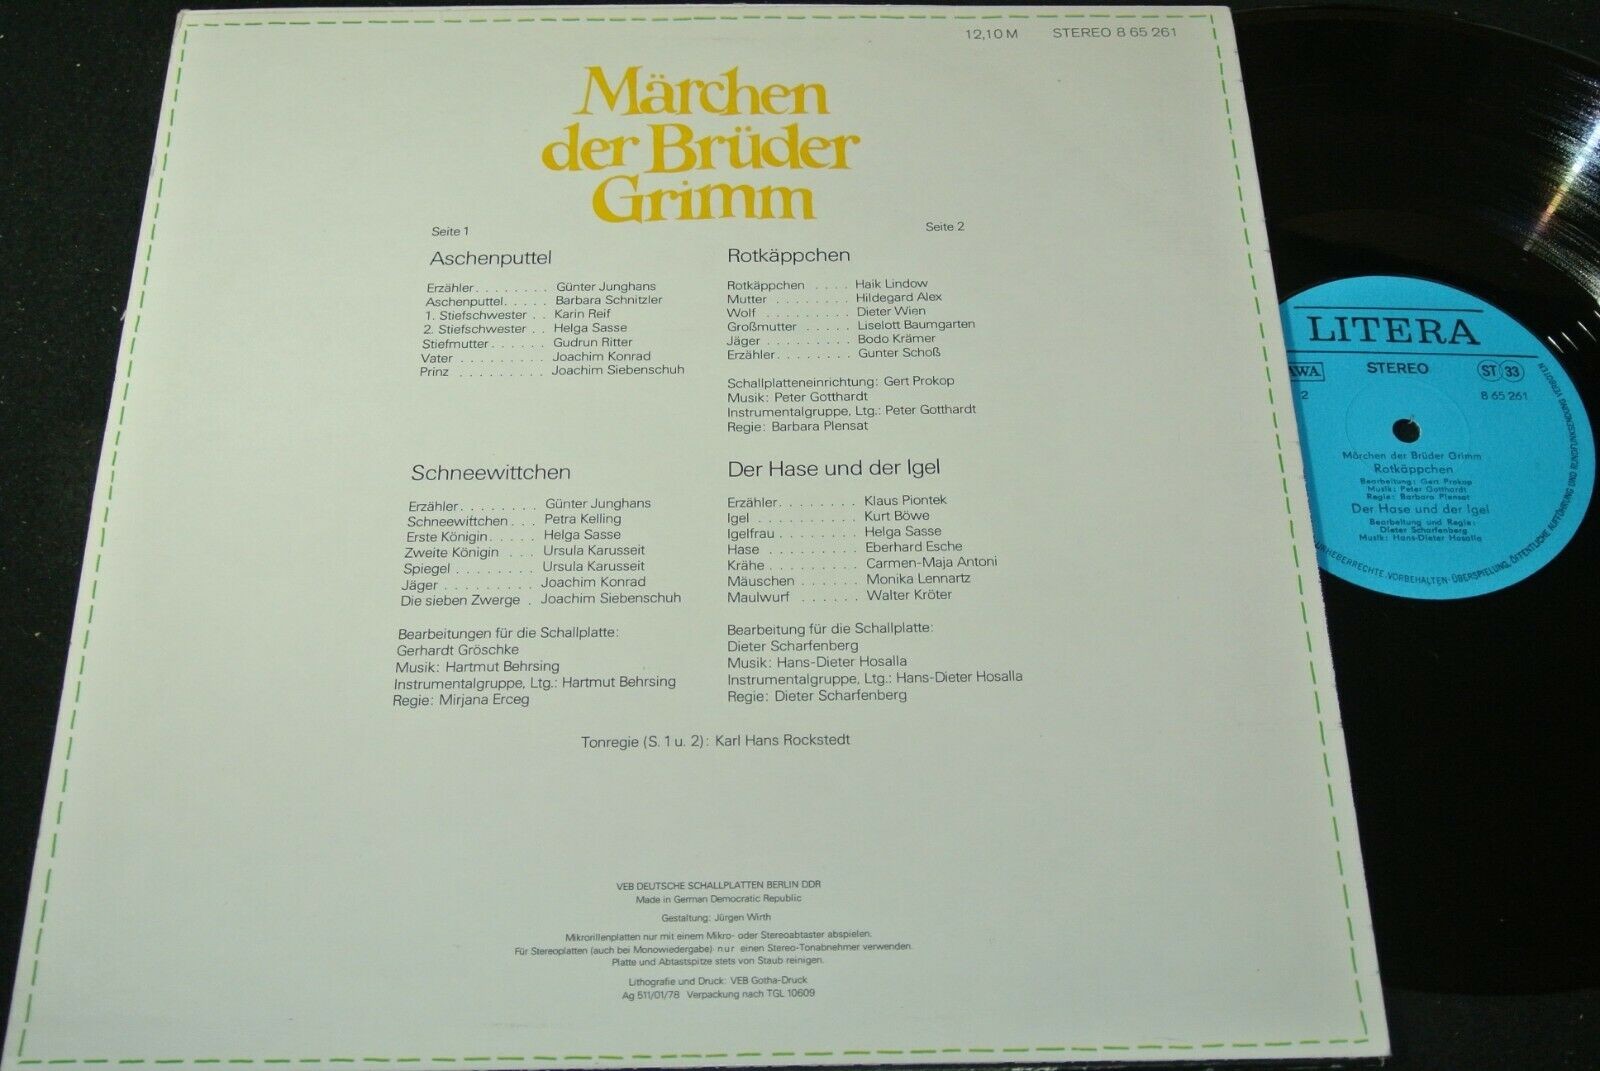 12,10 M STEREO 8 65 261
Märchen
der Brüder
Grimm
Seite 1
Aschenputtel
Erzähler . . . . . . . . Günter Junghans
Aschenputtel . . . . . Barbara Schnitzler
1. Stiefschwester . . Karin Reif
2. Stiefschwester . . Helga Sasse
Stiefmutter . . . . . . Gudrun Ritter
Vater . . . . . . . . . Joachim Konrad
Prinz . . . . . . . . . Joachim Siebenschuh
Schneewittchen
Erzähler . . . . . . . . Günter Junghans
Schneewittchen . . . Petra Kelling
Erste Königin . . . . . Helga Sasse
Zweite Königin . . . Ursula Karusseit
Spiegel . . . . . . . . Ursula Karusseit
Jäger . . . . . . . . . Joachim Konrad
Die sieben Zwerge . Joachim Siebenschuh
Bearbeitungen für die Schallplatte:
Gerhardt Gröschke
Musik: Hartmut Behrsing
Instrumentalgruppe, Ltg.: Hartmut Behrsing
Regie: Mirjana Erceg
Seite 2
Rotkäppchen
Rotkäppchen . . . . Haik Lindow
Mutter . . . . . . . . Hildegard Alex
Wolf . . . . . . . . . Dieter Wien
Großmutter . . . . . Liselott Baumgarten
Jäger . . . . . . . . . Bodo Krämer
Erzähler . . . . . . . . Gunter Schoß
Schallplatteneinrichtung: Gert Prokop
Musik: Peter Gotthardt
Instrumentalgruppe, Ltg.: Peter Gotthardt
Regie: Barbara Plensat
Der Hase und der Igel
Erzähler . . . . . . . . Klaus Piontek
Igel . . . . . . . . . . Kurt Böwe
Igelfrau . . . . . . . . Helga Sasse
Hase . . . . . . . . . Eberhard Esche
Krähe . . . . . . . . . Carmen-Maja Antoni
Mäuschen . . . . . . Monika Lennartz
Maulwurf . . . . . . Walter Kröter
Bearbeitung für die Schallplatte:
Dieter Scharfenberg
Musik: Hans-Dieter Hosalla
Instrumentalgruppe, Ltg.: Hans-Dieter Hosalla
Regie: Dieter Scharfenberg
Tonregie (S. 1 u. 2): Karl Hans Rockstedt
VEB DEUTSCHE SCHALLPLATTEN BERLIN DDR
Made in German Democratic Republic
Gestaltung: Jürgen Wirth
Mikrorillenplatten nur mit einem Mikro- oder Stereoabtaster abspielen.
Für Stereoplatten (auch bei Monowiedergabe) nur einen Stereo-Tonabnehmer verwenden.
Platte und Abtastspitze stets von Staub reinigen.
Lithografie und Druck: VEB Gotha-Druck
Ag 511/01/78 Verpackung nach TGL 10609
LITERA
AWA STEREO ST 33
2 8 65 261
Märchen der Brüder Grimm
Rotkäppchen
Bearbeitung: Gert Prokop
Musik: Peter Gotthardt
Regie: Barbara Plensat
Der Hase und der Igel
Bearbeitung und Regie:
Dieter Scharfenberg
Musik: Hans-Dieter Hosalla
URHEBERRECHTE VORBEHALTEN · ÜBERSPIELUNG, ÖFFENTLICHE AUFFÜHRUNG UND RUNDFUNKSENDUNG VERBOTEN